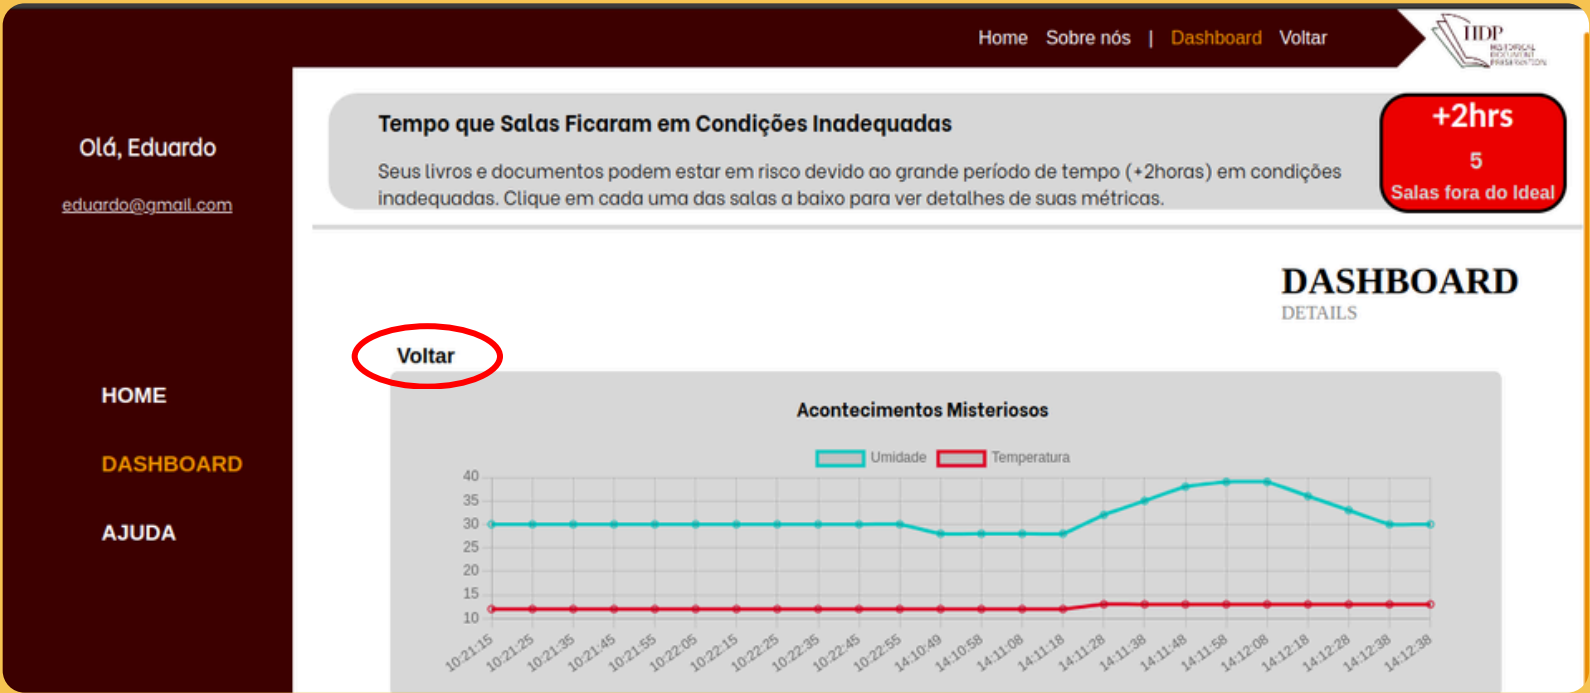 Home Sobre nós | Dashboard Voltar
HDP
HISTORICAL
DOCUMENT
PRESERVATION
Olá, Eduardo
eduardo@gmail.com
HOME
DASHBOARD
AJUDA
Tempo que Salas Ficaram em Condições Inadequadas
Seus livros e documentos podem estar em risco devido ao grande período de tempo (+2horas) em condições
inadequadas. Clique em cada uma das salas a baixo para ver detalhes de suas métricas.
+2hrs
5
Salas fora do Ideal
DASHBOARD
DETAILS
Voltar
Acontecimentos Misteriosos
Umidade Temperatura
40
35
30
25
20
15
10
10:21:15 10:21:25 10:21:35 10:21:45 10:21:55 10:22:05 10:22:15 10:22:25 10:22:35 10:22:45 10:22:55 14:10:49 14:10:58 14:11:08 14:11:18 14:11:28 14:11:38 14:11:48 14:11:58 14:12:08 14:12:18 14:12:28 14:12:38 14:12:38